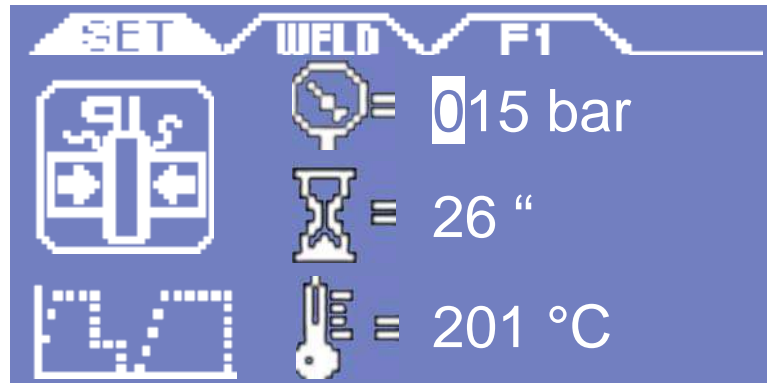 SET WELD F1
= 015 bar
= 26 “
= 201 °C